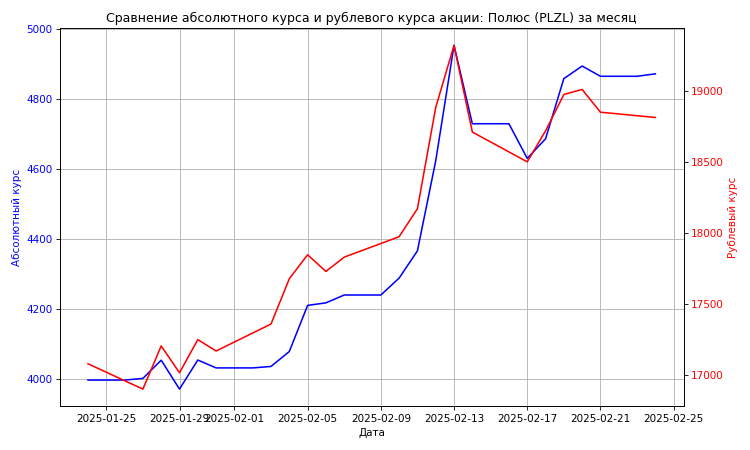 Сравнение абсолютного курса и рублевого курса акции: Полюс (PLZL) за месяц
5000
4800
4600
4400
4200
4000
Абсолютный курс
19000
18500
18000
17500
17000
Рублевый курс
2025-01-25 2025-01-29 2025-02-01 2025-02-05 2025-02-09 2025-02-13 2025-02-17 2025-02-21 2025-02-25
Дата